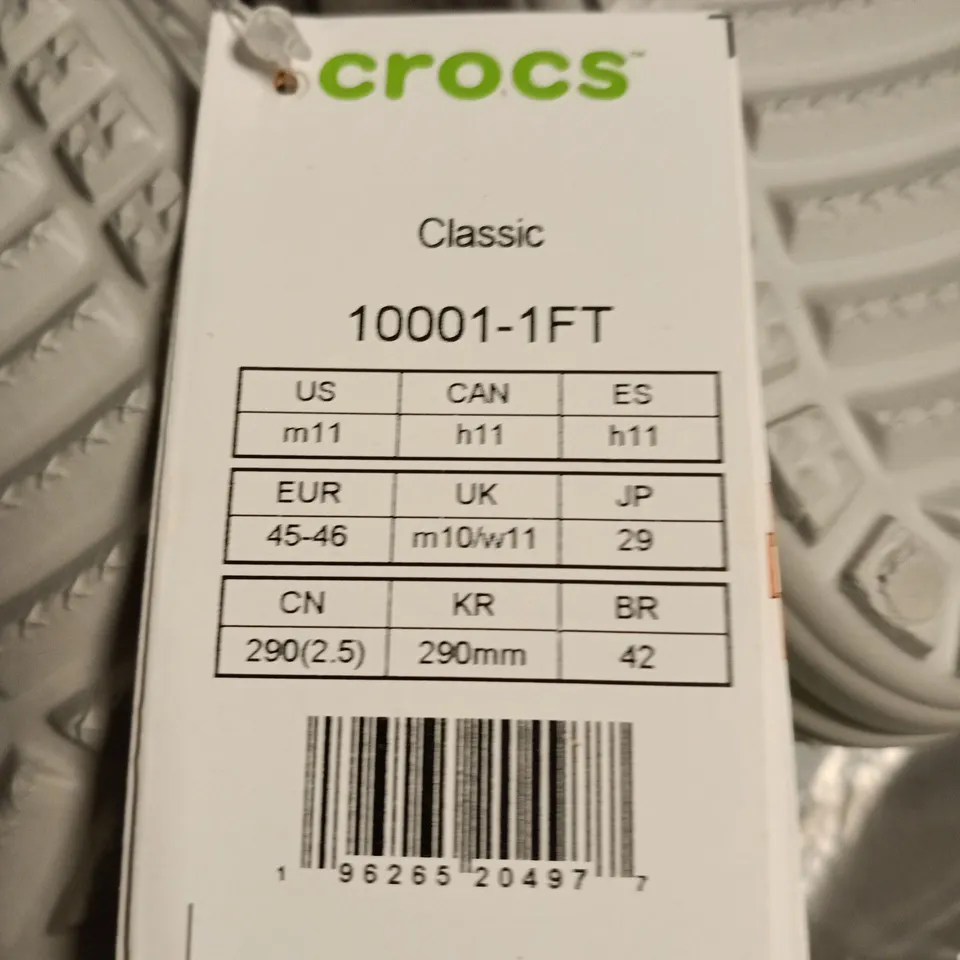 crocs™
Classic
10001-1FT
US CAN ES
m11 h11 h11
EUR UK JP
45-46 m10/w11 29
CN KR BR
290(2.5) 290mm 42
1 96265 20497 7